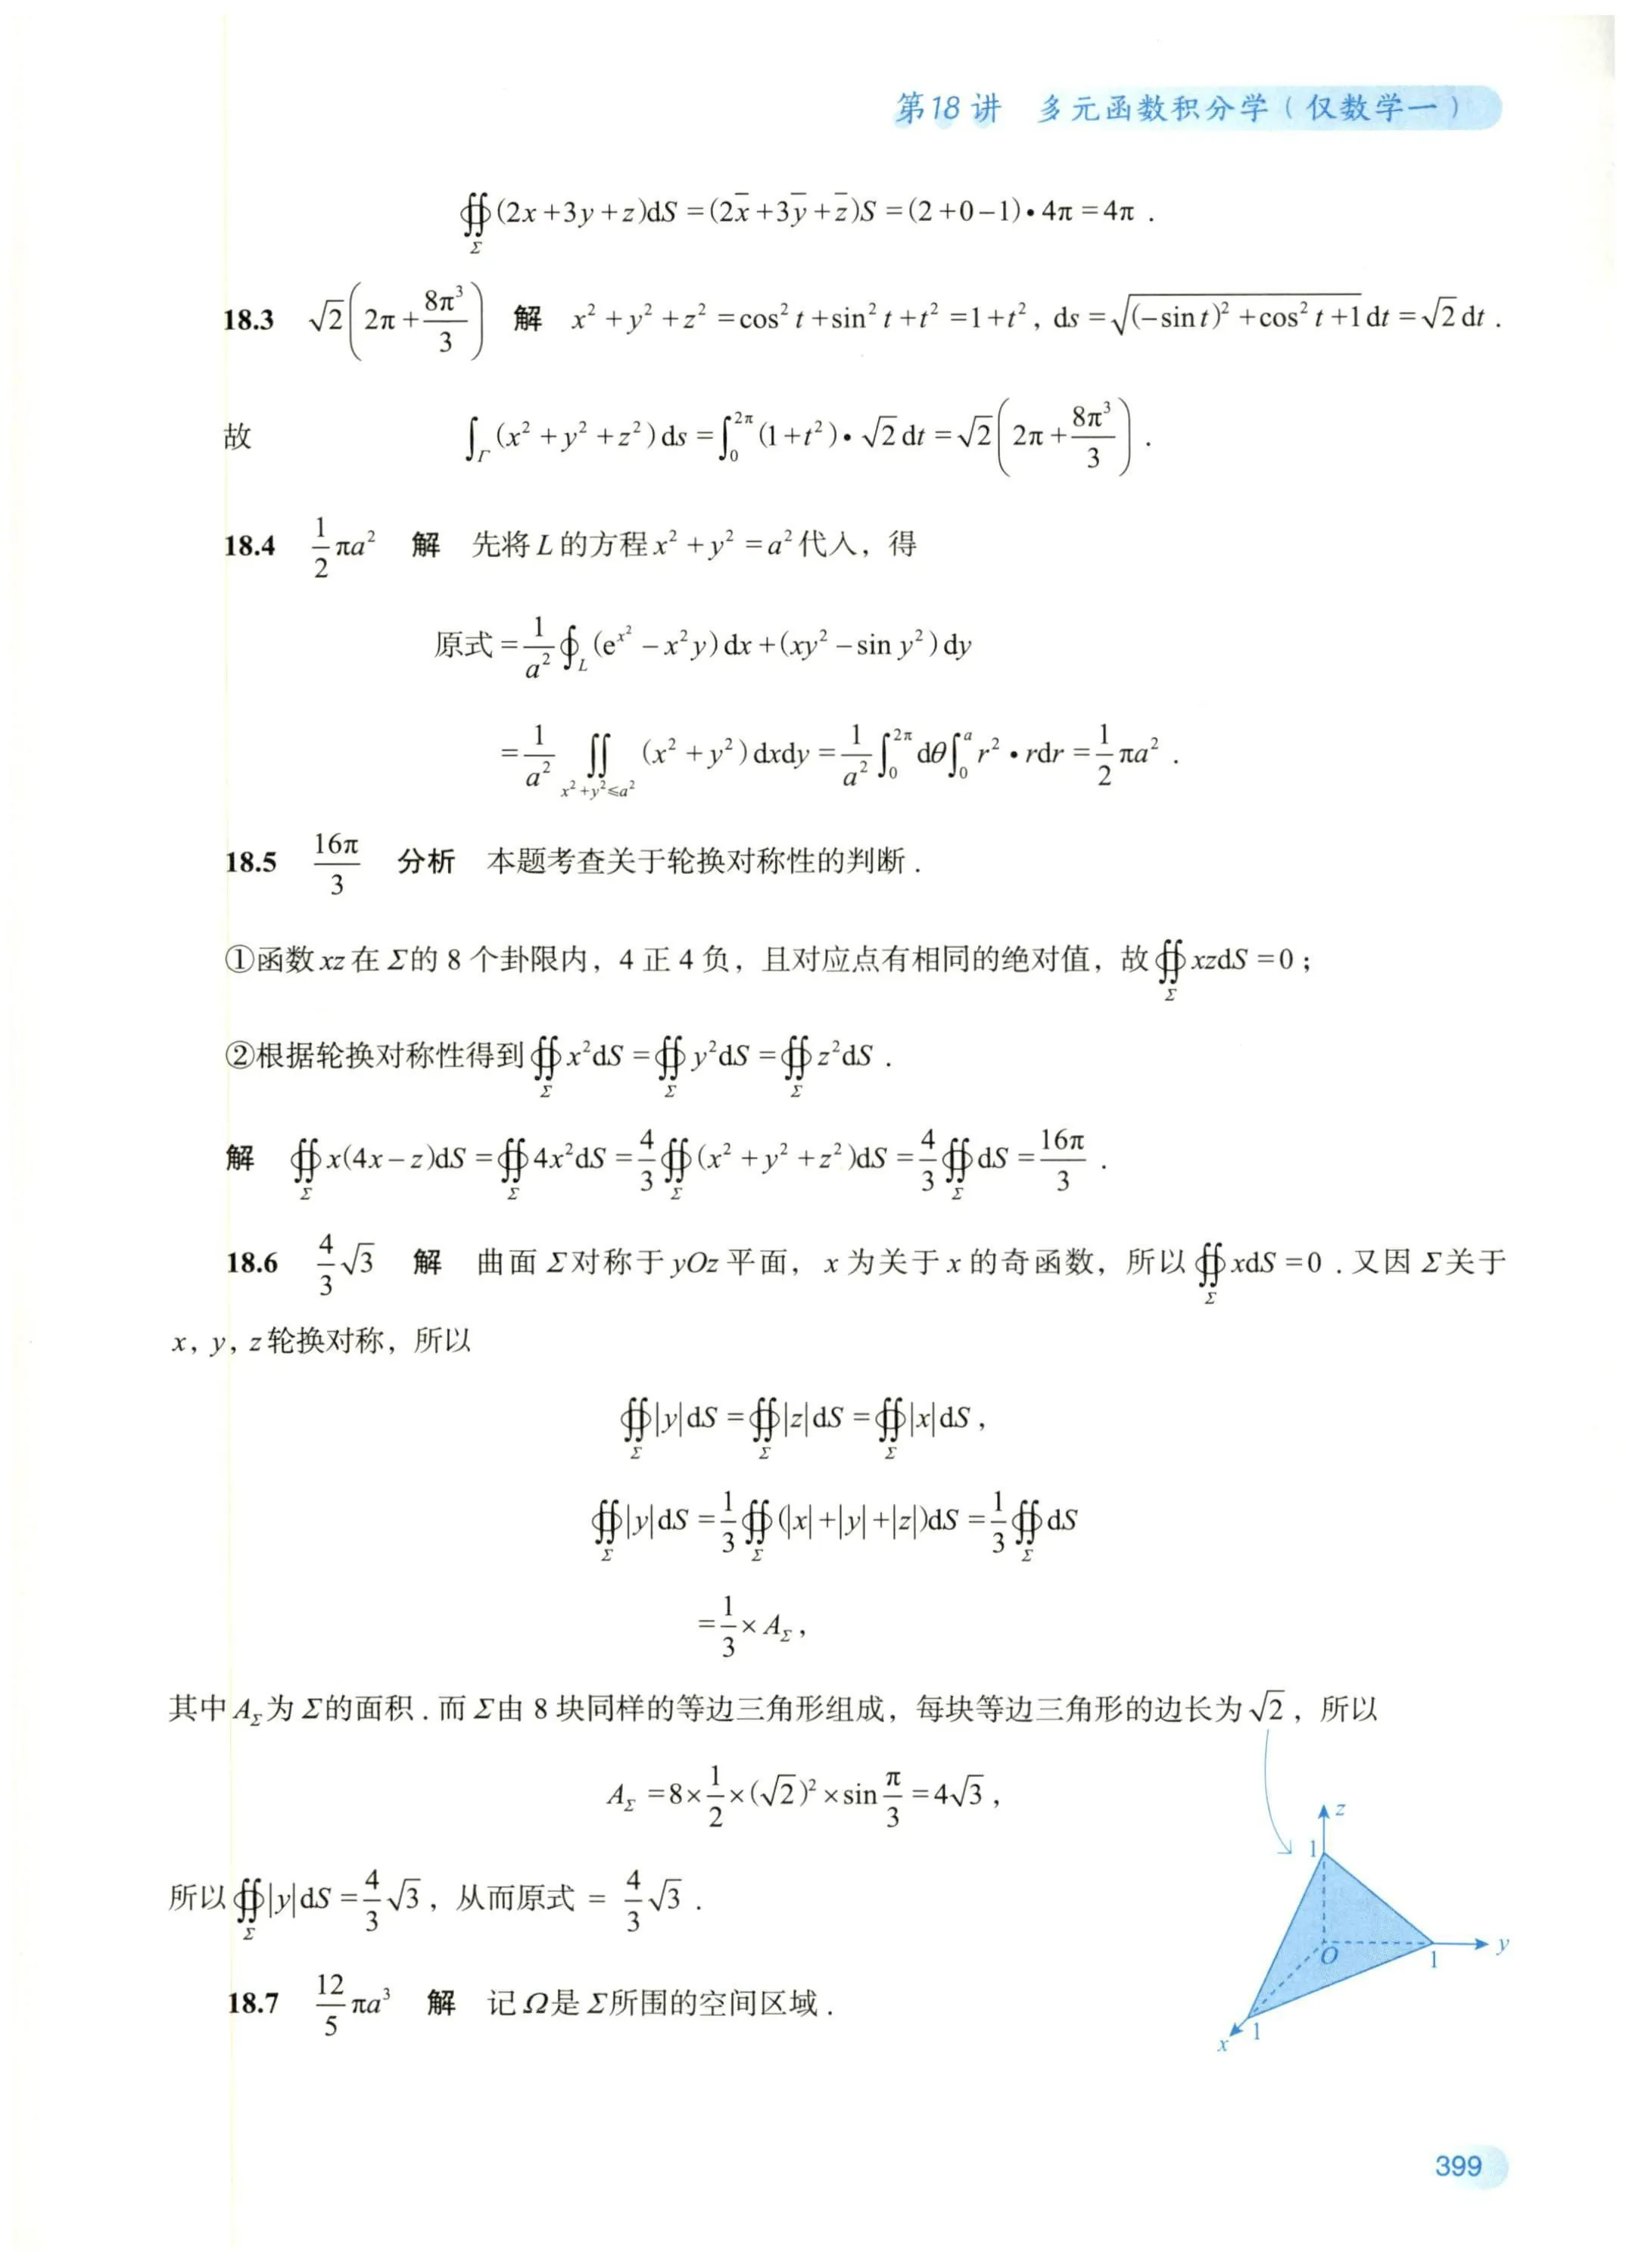 第18讲 多元函数积分学（仅数学一）
$\oiint_{\Sigma}(2x+3y+z)\mathrm{d}S=(2\bar{x}+3\bar{y}+\bar{z})S=(2+0-1)\cdot 4\pi=4\pi$ .
18.3 $\sqrt{2}\left(2\pi+\frac{8\pi^3}{3}\right)$ 解 $x^2+y^2+z^2=\cos^2 t+\sin^2 t+t^2=1+t^2$，$\mathrm{d}s=\sqrt{(-\sin t)^2+\cos^2 t+1}\,\mathrm{d}t=\sqrt{2}\,\mathrm{d}t$ .
故 $\int_{\Gamma}(x^2+y^2+z^2)\mathrm{d}s=\int_0^{2\pi}(1+t^2)\cdot\sqrt{2}\,\mathrm{d}t=\sqrt{2}\left(2\pi+\frac{8\pi^3}{3}\right)$ .
18.4 $\frac{1}{2}\pi a^2$ 解 先将 $L$ 的方程 $x^2+y^2=a^2$ 代入，得
原式 $=\frac{1}{a^2}\oint_L(\mathrm{e}^{x^2}-x^2y)\mathrm{d}x+(xy^2-\sin y^2)\mathrm{d}y$
$=\frac{1}{a^2}\iint_{x^2+y^2\leqslant a^2}(x^2+y^2)\mathrm{d}x\mathrm{d}y=\frac{1}{a^2}\int_0^{2\pi}\mathrm{d}\theta\int_0^a r^2\cdot r\mathrm{d}r=\frac{1}{2}\pi a^2$ .
18.5 $\frac{16\pi}{3}$ 分析 本题考查关于轮换对称性的判断 .
①函数 $xz$ 在 $\Sigma$ 的 8 个卦限内，4 正 4 负，且对应点有相同的绝对值，故 $\oiint_{\Sigma}xz\mathrm{d}S=0$；
②根据轮换对称性得到 $\oiint_{\Sigma}x^2\mathrm{d}S=\oiint_{\Sigma}y^2\mathrm{d}S=\oiint_{\Sigma}z^2\mathrm{d}S$ .
解 $\oiint_{\Sigma}x(4x-z)\mathrm{d}S=\oiint_{\Sigma}4x^2\mathrm{d}S=\frac{4}{3}\oiint_{\Sigma}(x^2+y^2+z^2)\mathrm{d}S=\frac{4}{3}\oiint_{\Sigma}\mathrm{d}S=\frac{16\pi}{3}$ .
18.6 $\frac{4}{3}\sqrt{3}$ 解 曲面 $\Sigma$ 对称于 $yOz$ 平面，$x$ 为关于 $x$ 的奇函数，所以 $\oiint_{\Sigma}x\mathrm{d}S=0$ . 又因 $\Sigma$ 关于
$x$，$y$，$z$ 轮换对称，所以
$\oiint_{\Sigma}|y|\mathrm{d}S=\oiint_{\Sigma}|z|\mathrm{d}S=\oiint_{\Sigma}|x|\mathrm{d}S$，
$\oiint_{\Sigma}|y|\mathrm{d}S=\frac{1}{3}\oiint_{\Sigma}(|x|+|y|+|z|)\mathrm{d}S=\frac{1}{3}\oiint_{\Sigma}\mathrm{d}S$
$=\frac{1}{3}\times A_{\Sigma}$，
其中 $A_{\Sigma}$ 为 $\Sigma$ 的面积 . 而 $\Sigma$ 由 8 块同样的等边三角形组成，每块等边三角形的边长为 $\sqrt{2}$，所以
$A_{\Sigma}=8\times\frac{1}{2}\times(\sqrt{2})^2\times\sin\frac{\pi}{3}=4\sqrt{3}$，
所以 $\oiint_{\Sigma}|y|\mathrm{d}S=\frac{4}{3}\sqrt{3}$，从而原式 $=\frac{4}{3}\sqrt{3}$ .
z
1
O
1
y
x
1
18.7 $\frac{12}{5}\pi a^3$ 解 记 $\Omega$ 是 $\Sigma$ 所围的空间区域 .
399